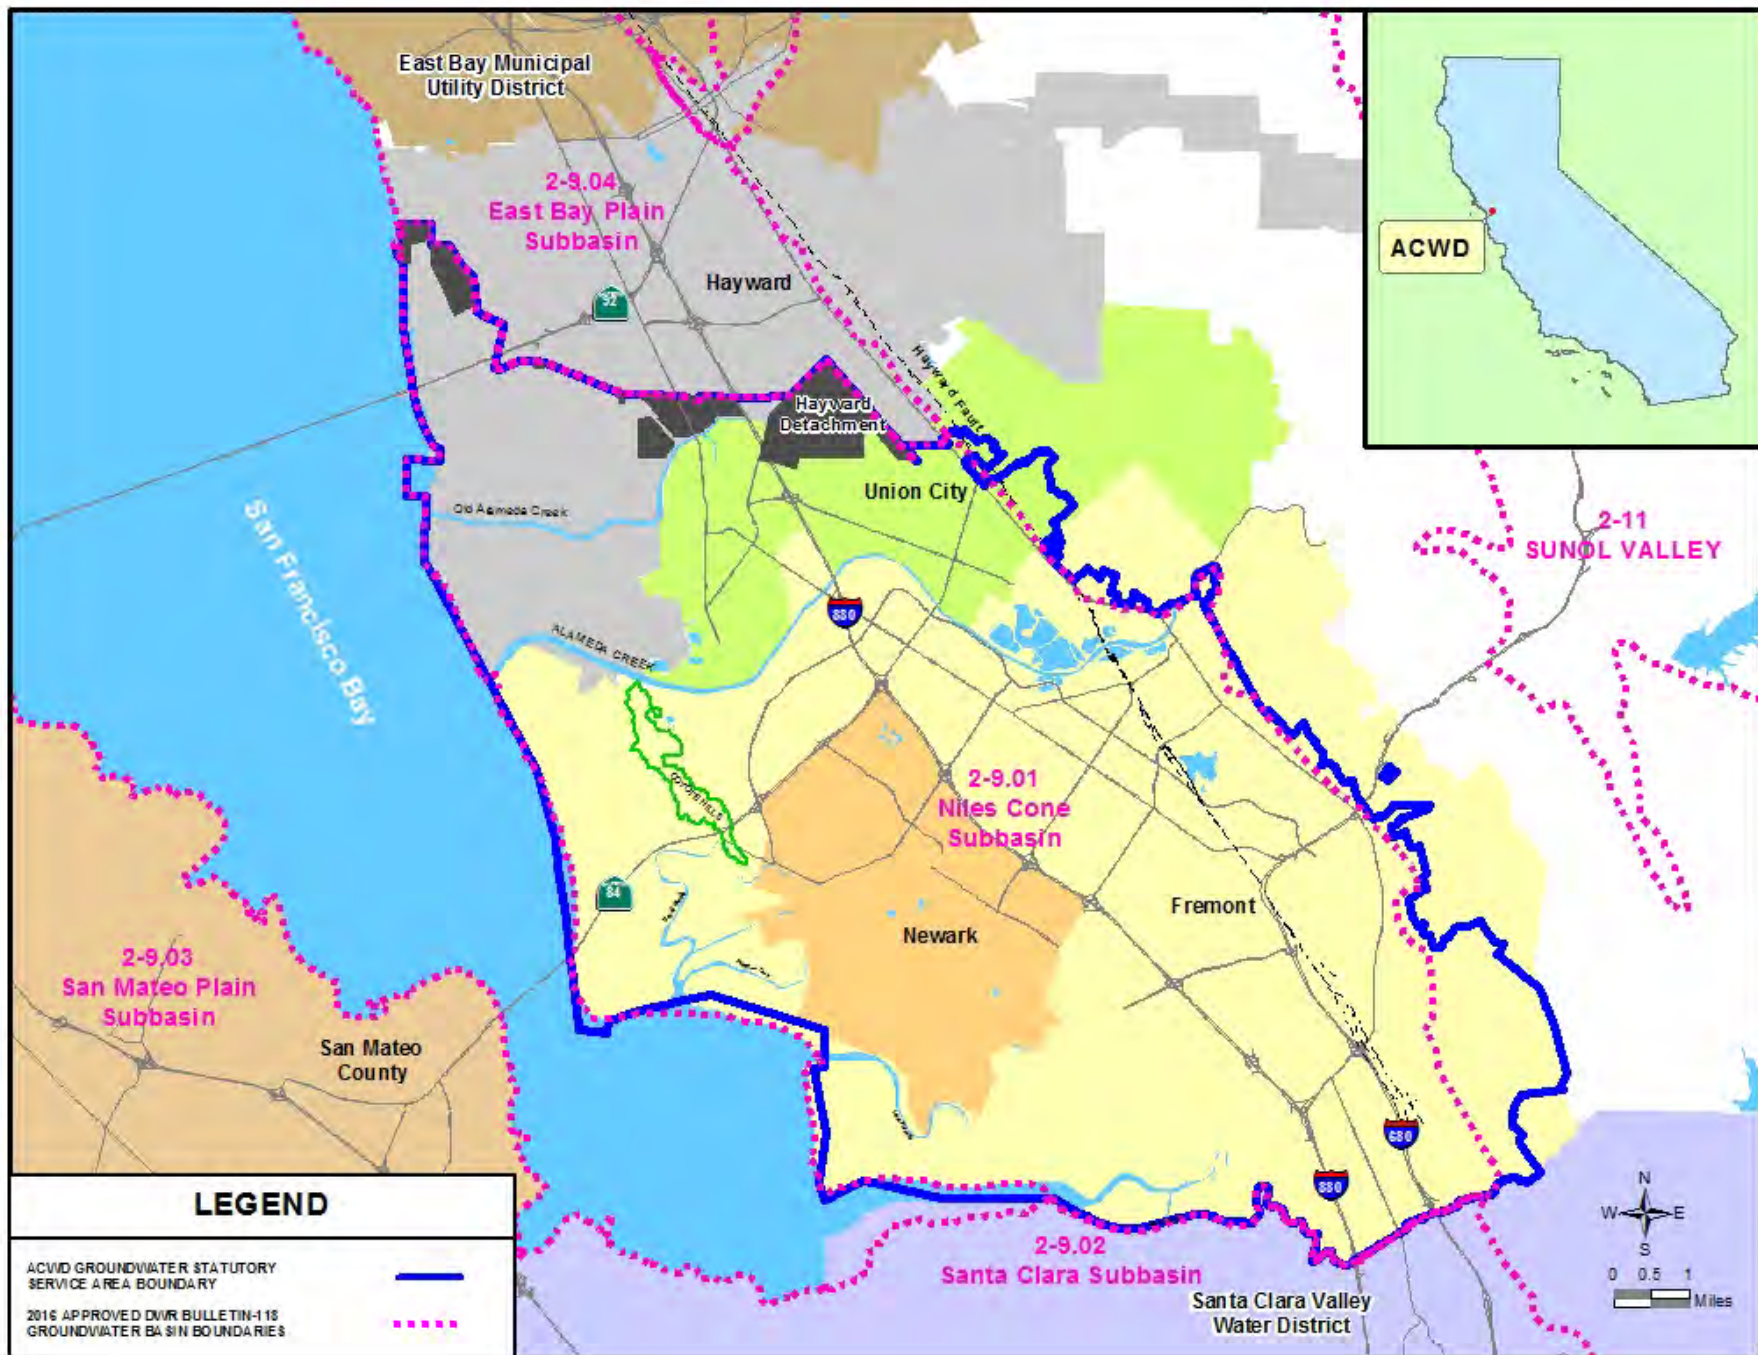 East Bay Municipal
Utility District
2-9.04
East Bay Plain
Subbasin
Hayward
92
ACWD
Hayward Fault
Hayward
Detachment
Union City
Old Alameda Creek
2-11
SUNOL VALLEY
San Francisco Bay
880
ALAMEDA CREEK
COYOTE HILLS
2-9.01
Niles Cone
Subbasin
84
Fremont
Newark
2-9.03
San Mateo Plain
Subbasin
San Mateo
County
680
880
2-9.02
Santa Clara Subbasin
Santa Clara Valley
Water District
N
W
E
S
0 0.5 1
Miles
LEGEND
ACWD GROUNDWATER STATUTORY
SERVICE AREA BOUNDARY
2016 APPROVED DWR BULLETIN-118
GROUNDWATER BASIN BOUNDARIES